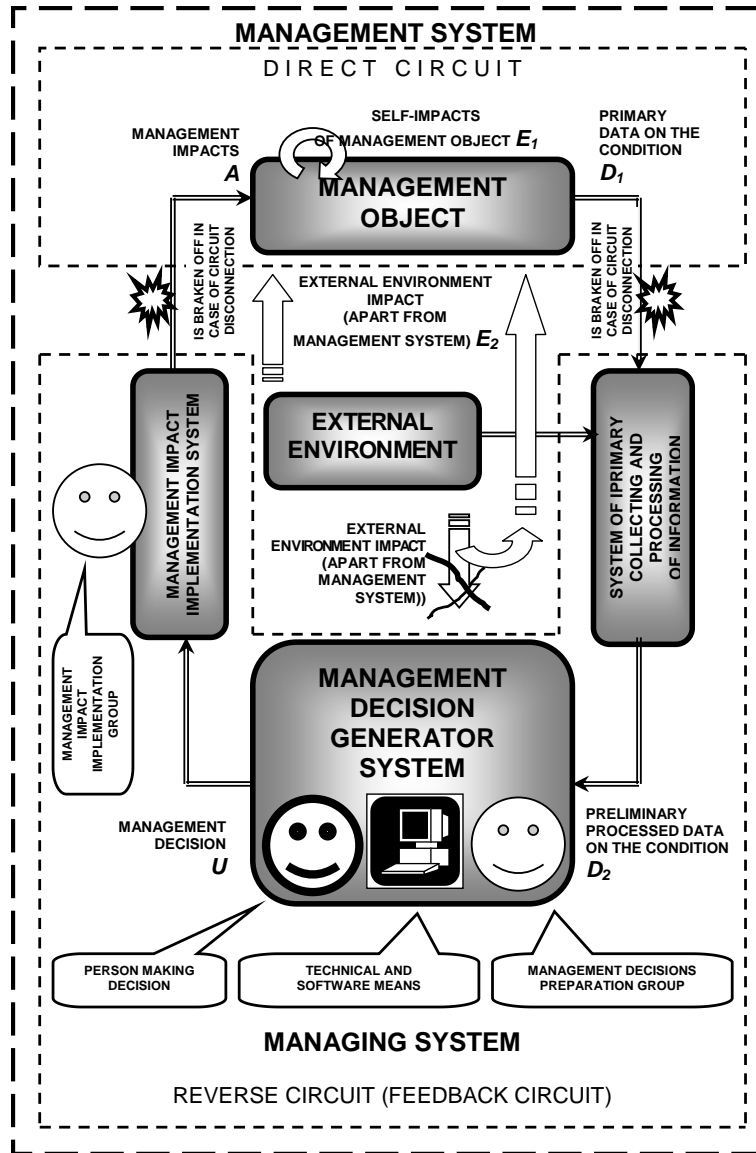 MANAGEMENT SYSTEM
DIRECT CIRCUIT
SELF-IMPACTS
OF MANAGEMENT OBJECT E1
MANAGEMENT
IMPACTS
A
PRIMARY
DATA ON THE
CONDITION
D1
MANAGEMENT
OBJECT
IS BRAKEN OFF IN
CASE OF CIRCUIT
DISCONNECTION
EXTERNAL ENVIRONMENT
IMPACT
(APART FROM
MANAGEMENT SYSTEM) E2
IS BRAKEN OFF IN
CASE OF CIRCUIT
DISCONNECTION
MANAGEMENT IMPACT
IMPLEMENTATION SYSTEM
EXTERNAL
ENVIRONMENT
SYSTEM OF IPRIMARY
COLLECTING AND
PROCESSING
OF INFORMATION
EXTERNAL
ENVIRONMENT IMPACT
(APART FROM
MANAGEMENT
SYSTEM))
MANAGEMENT
IMPACT
IMPLEMENTATION
GROUP
MANAGEMENT
DECISION
GENERATOR
SYSTEM
MANAGEMENT
DECISION
U
PRELIMINARY
PROCESSED DATA
ON THE CONDITION
D2
PERSON MAKING
DECISION
TECHNICAL AND
SOFTWARE MEANS
MANAGEMENT DECISIONS
PREPARATION GROUP
MANAGING SYSTEM
REVERSE CIRCUIT (FEEDBACK CIRCUIT)